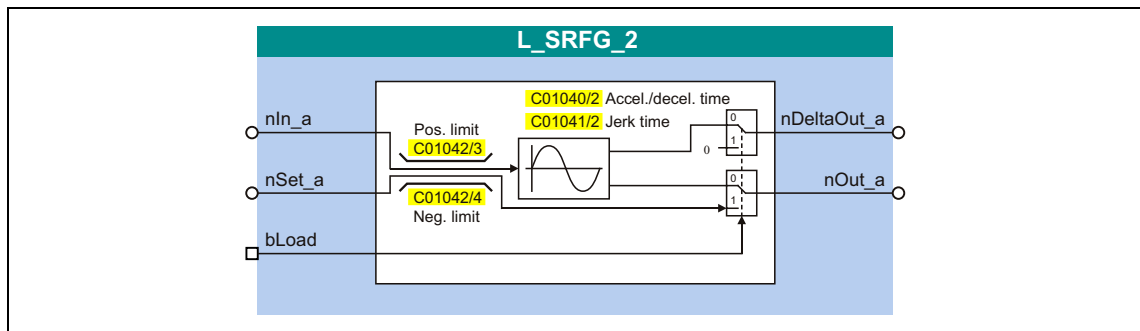 L_SRFG_2
C01040/2 Accel./decel. time
nIn_a
C01041/2 Jerk time
nDeltaOut_a
Pos. limit
C01042/3
0
1
0
nSet_a
C01042/4
Neg. limit
0
1
nOut_a
bLoad